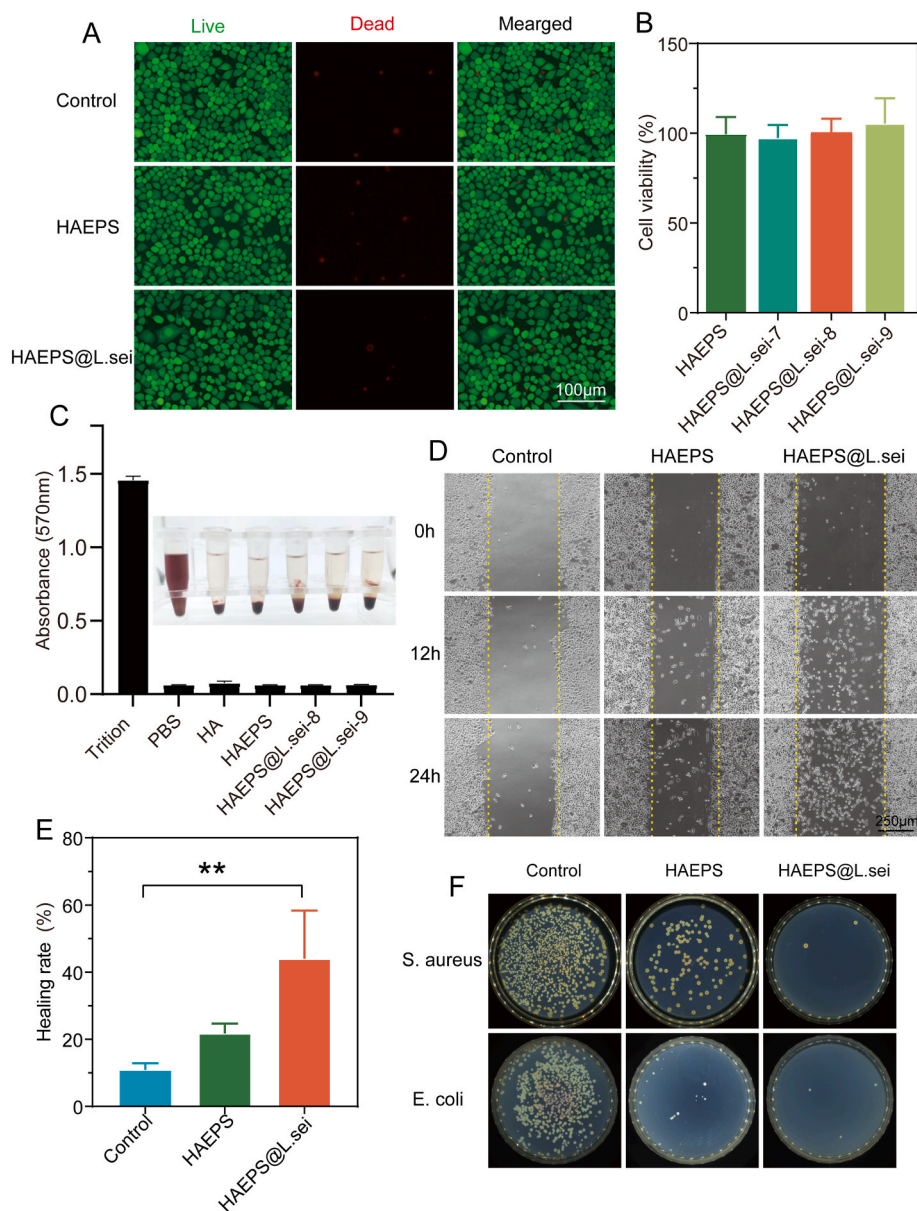 A
Live
Dead
Mearged
Control
HAEPS
HAEPS@L.sei
100μm
B
Cell viability (%)
150
100
50
0
HAEPS
HAEPS@L.sei-7
HAEPS@L.sei-8
HAEPS@L.sei-9
C
Absorbance (570nm)
1.5
1.0
0.5
0.0
Trition
PBS
HA
HAEPS
HAEPS@L.sei-8
HAEPS@L.sei-9
D
Control
HAEPS
HAEPS@L.sei
0h
12h
24h
250μm
E
Healing rate (%)
80
60
40
20
0
**
Control
HAEPS
HAEPS@L.sei
F
Control
HAEPS
HAEPS@L.sei
S. aureus
E. coli